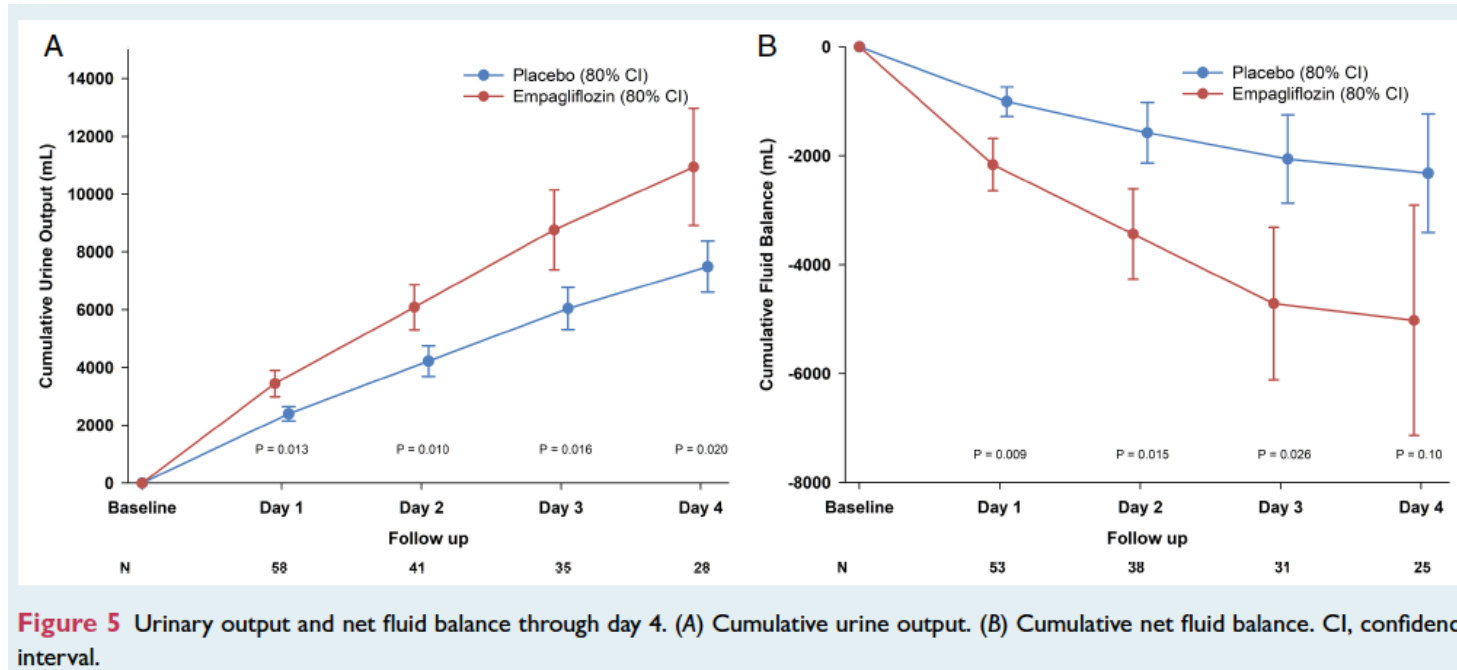 A
Cumulative Urine Output (mL)
14000
12000
10000
8000
6000
4000
2000
0
Placebo (80% CI)
Empagliflozin (80% CI)
P = 0.013 P = 0.010 P = 0.016 P = 0.020
Baseline Day 1 Day 2 Day 3 Day 4
Follow up
N 58 41 35 28
B
Cumulative Fluid Balance (mL)
0
-2000
-4000
-6000
-8000
Placebo (80% CI)
Empagliflozin (80% CI)
P = 0.009 P = 0.015 P = 0.026 P = 0.10
Baseline Day 1 Day 2 Day 3 Day 4
Follow up
N 53 38 31 25
Figure 5 Urinary output and net fluid balance through day 4. (A) Cumulative urine output. (B) Cumulative net fluid balance. CI, confidenc
interval.